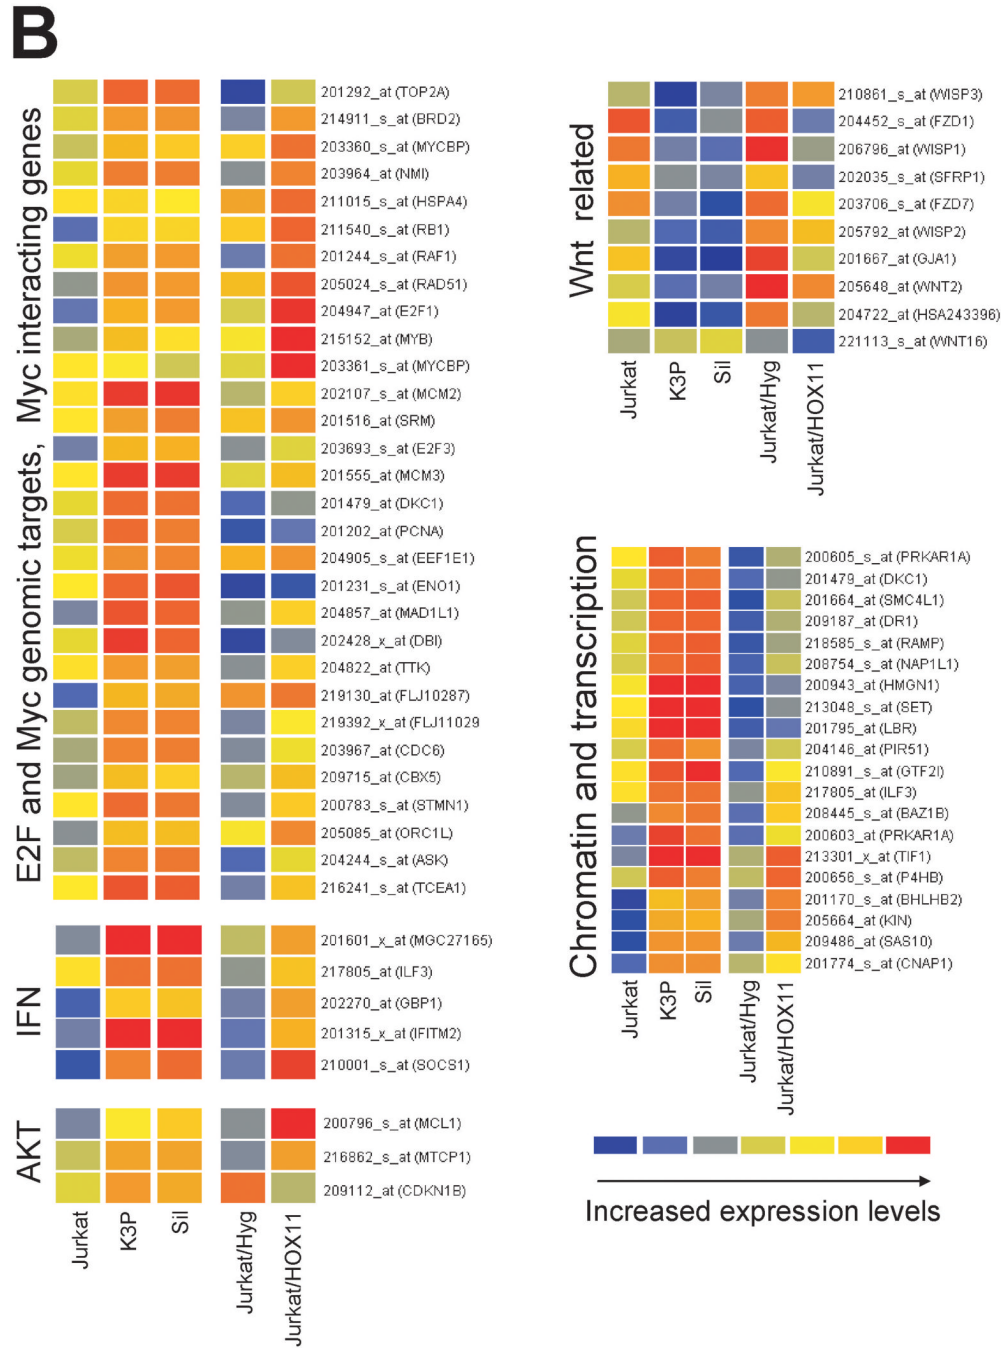 B
E2F and Myc genomic targets, Myc interacting genes
201292_at (TOP2A)
214911_s_at (BRD2)
203360_s_at (MYCBP)
203964_at (NMI)
211015_s_at (HSPA4)
211540_s_at (RB1)
201244_s_at (RAF1)
205024_s_at (RAD51)
204947_at (E2F1)
215152_at (MYB)
203361_s_at (MYCBP)
202107_s_at (MCM2)
201516_at (SRM)
203693_s_at (E2F3)
201555_at (MCM3)
201479_at (DKC1)
201202_at (PCNA)
204905_s_at (EEF1E1)
201231_s_at (ENO1)
204857_at (MAD1L1)
202428_x_at (DBI)
204822_at (TTK)
219130_at (FLJ10287)
219392_x_at (FLJ11029
203967_at (CDC6)
209715_at (CBX5)
200783_s_at (STMN1)
205085_at (ORC1L)
204244_s_at (ASK)
216241_s_at (TCEA1)
IFN
201601_x_at (MGC27165)
217805_at (ILF3)
202270_at (GBP1)
201315_x_at (IFITM2)
210001_s_at (SOCS1)
AKT
200796_s_at (MCL1)
216862_s_at (MTCP1)
209112_at (CDKN1B)
Jurkat
K3P
Sil
Jurkat/Hyg
Jurkat/HOX11
Wnt related
210861_s_at (WISP3)
204452_s_at (FZD1)
206796_at (WISP1)
202035_s_at (SFRP1)
203706_s_at (FZD7)
205792_at (WISP2)
201667_at (GJA1)
205648_at (WNT2)
204722_at (HSA243396)
221113_s_at (WNT16)
Jurkat
K3P
Sil
Jurkat/Hyg
Jurkat/HOX11
Chromatin and transcription
200605_s_at (PRKAR1A)
201479_at (DKC1)
201664_at (SMC4L1)
209187_at (DR1)
218585_s_at (RAMP)
208754_s_at (NAP1L1)
200943_at (HMGN1)
213048_s_at (SET)
201795_at (LBR)
204146_at (PIR51)
210891_s_at (GTF2I)
217805_at (ILF3)
208445_s_at (BAZ1B)
200603_at (PRKAR1A)
213301_x_at (TIF1)
200656_s_at (P4HB)
201170_s_at (BHLHB2)
205664_at (KIN)
209486_at (SAS10)
201774_s_at (CNAP1)
Jurkat
K3P
Sil
Jurkat/Hyg
Jurkat/HOX11
Increased expression levels